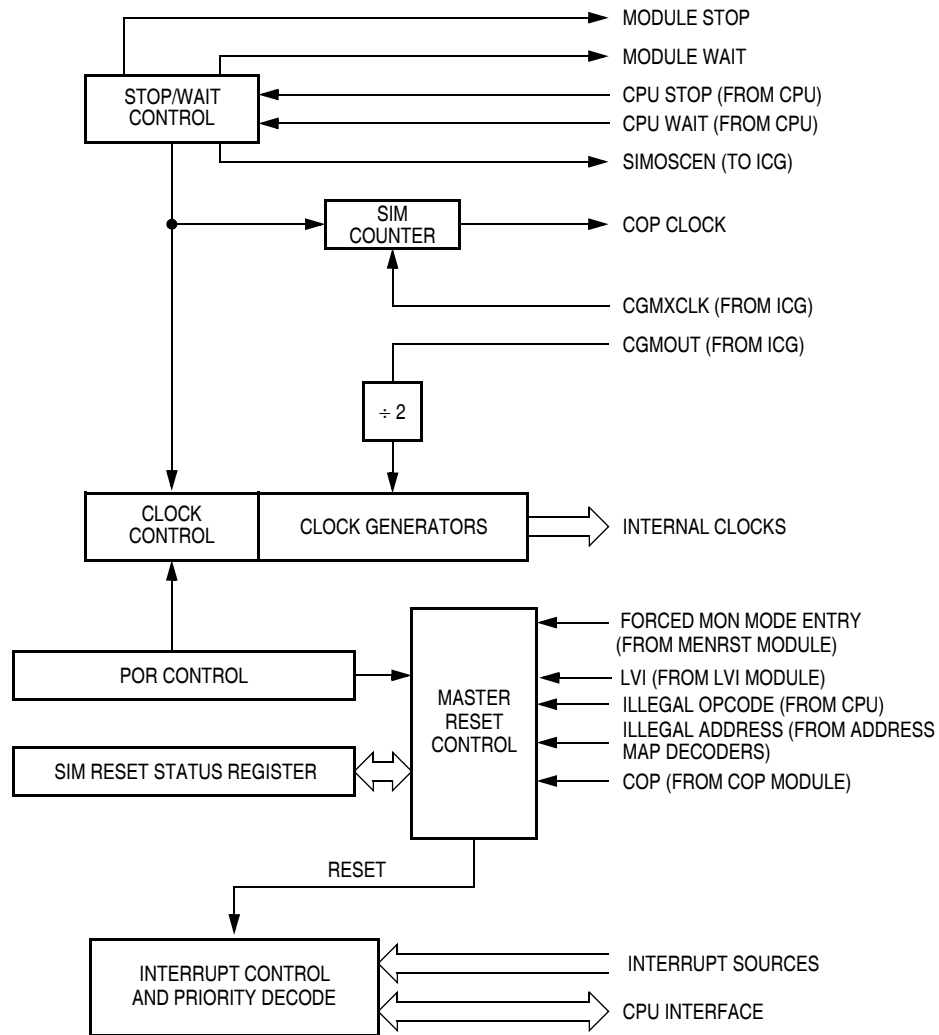 MODULE STOP
MODULE WAIT
STOP/WAIT
CONTROL
CPU STOP (FROM CPU)
CPU WAIT (FROM CPU)
SIMOSCEN (TO ICG)
SIM
COUNTER
COP CLOCK
CGMXCLK (FROM ICG)
CGMOUT (FROM ICG)
÷ 2
CLOCK
CONTROL
CLOCK GENERATORS
INTERNAL CLOCKS
FORCED MON MODE ENTRY
(FROM MENRST MODULE)
POR CONTROL
LVI (FROM LVI MODULE)
MASTER
RESET
CONTROL
ILLEGAL OPCODE (FROM CPU)
ILLEGAL ADDRESS (FROM ADDRESS
MAP DECODERS)
SIM RESET STATUS REGISTER
COP (FROM COP MODULE)
RESET
INTERRUPT CONTROL
AND PRIORITY DECODE
INTERRUPT SOURCES
CPU INTERFACE